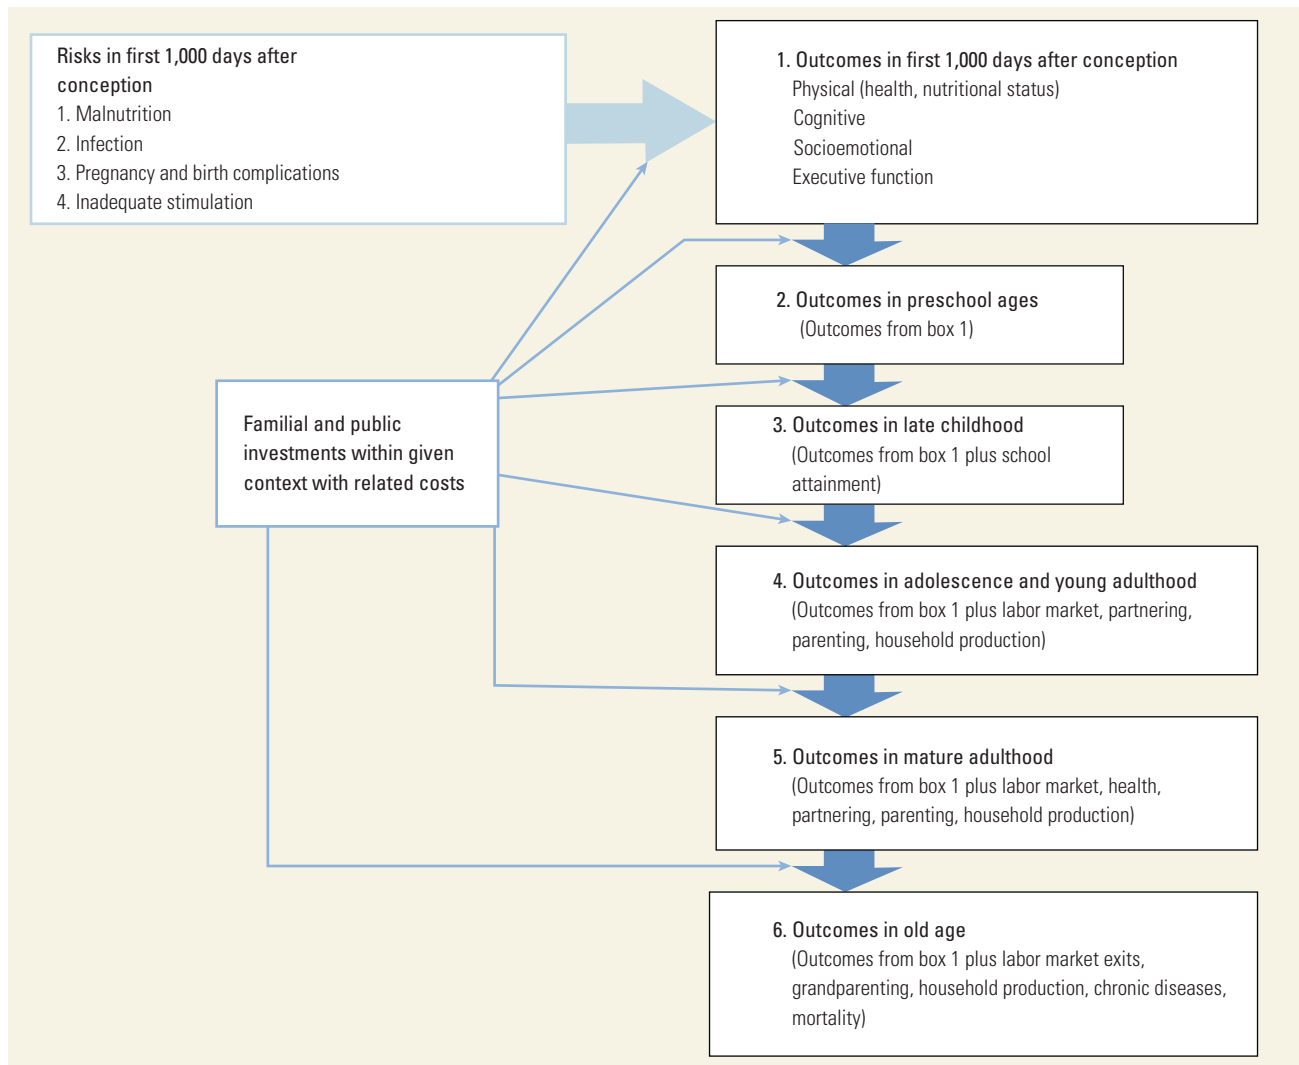 Risks in first 1,000 days after
conception
1. Malnutrition
2. Infection
3. Pregnancy and birth complications
4. Inadequate stimulation
1. Outcomes in first 1,000 days after conception
Physical (health, nutritional status)
Cognitive
Socioemotional
Executive function
2. Outcomes in preschool ages
(Outcomes from box 1)
Familial and public
investments within given
context with related costs
3. Outcomes in late childhood
(Outcomes from box 1 plus school
attainment)
4. Outcomes in adolescence and young adulthood
(Outcomes from box 1 plus labor market, partnering,
parenting, household production)
5. Outcomes in mature adulthood
(Outcomes from box 1 plus labor market, health,
partnering, parenting, household production)
6. Outcomes in old age
(Outcomes from box 1 plus labor market exits,
grandparenting, household production, chronic diseases,
mortality)